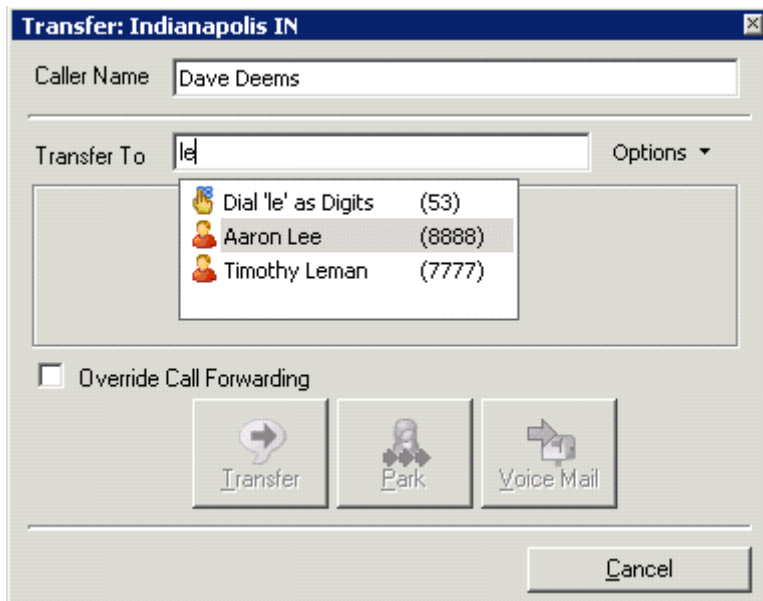 Transfer: Indianapolis IN
Caller Name Dave Deems
Transfer To le Options
Dial 'le' as Digits (53)
Aaron Lee (8888)
Timothy Leman (7777)
Override Call Forwarding
Transfer Park Voice Mail
Cancel